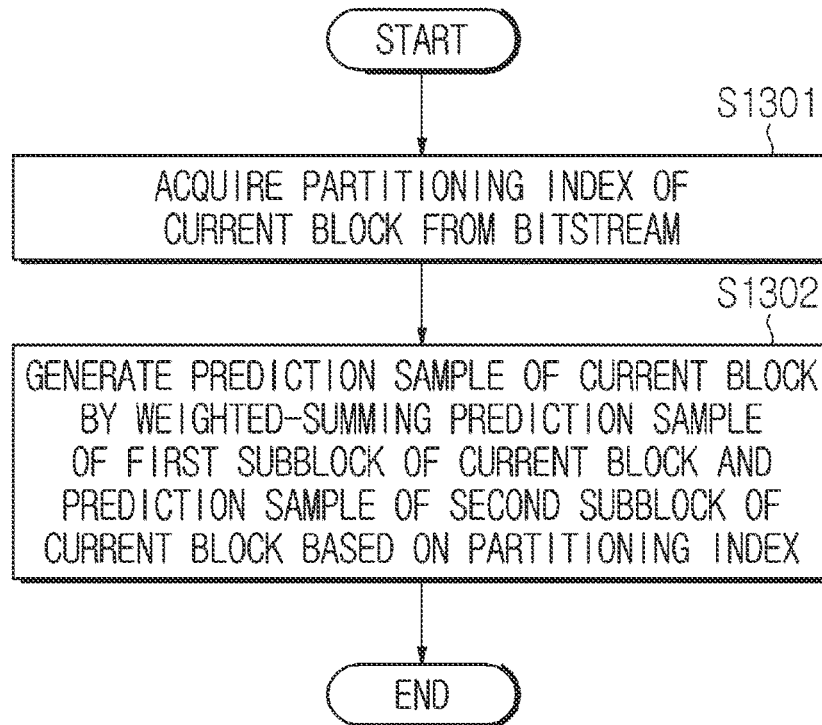 START
S1301
ACQUIRE PARTITIONING INDEX OF
CURRENT BLOCK FROM BITSTREAM
S1302
GENERATE PREDICTION SAMPLE OF CURRENT BLOCK
BY WEIGHTED-SUMMING PREDICTION SAMPLE
OF FIRST SUBBLOCK OF CURRENT BLOCK AND
PREDICTION SAMPLE OF SECOND SUBBLOCK OF
CURRENT BLOCK BASED ON PARTITIONING INDEX
END